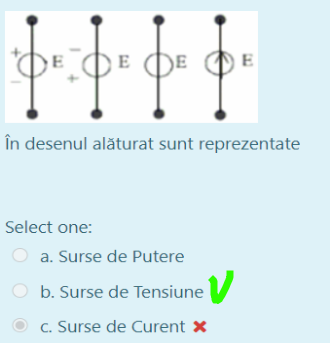 + E - E E E
- +
În desenul alăturat sunt reprezentate
Select one:
a. Surse de Putere
b. Surse de Tensiune
c. Surse de Curent